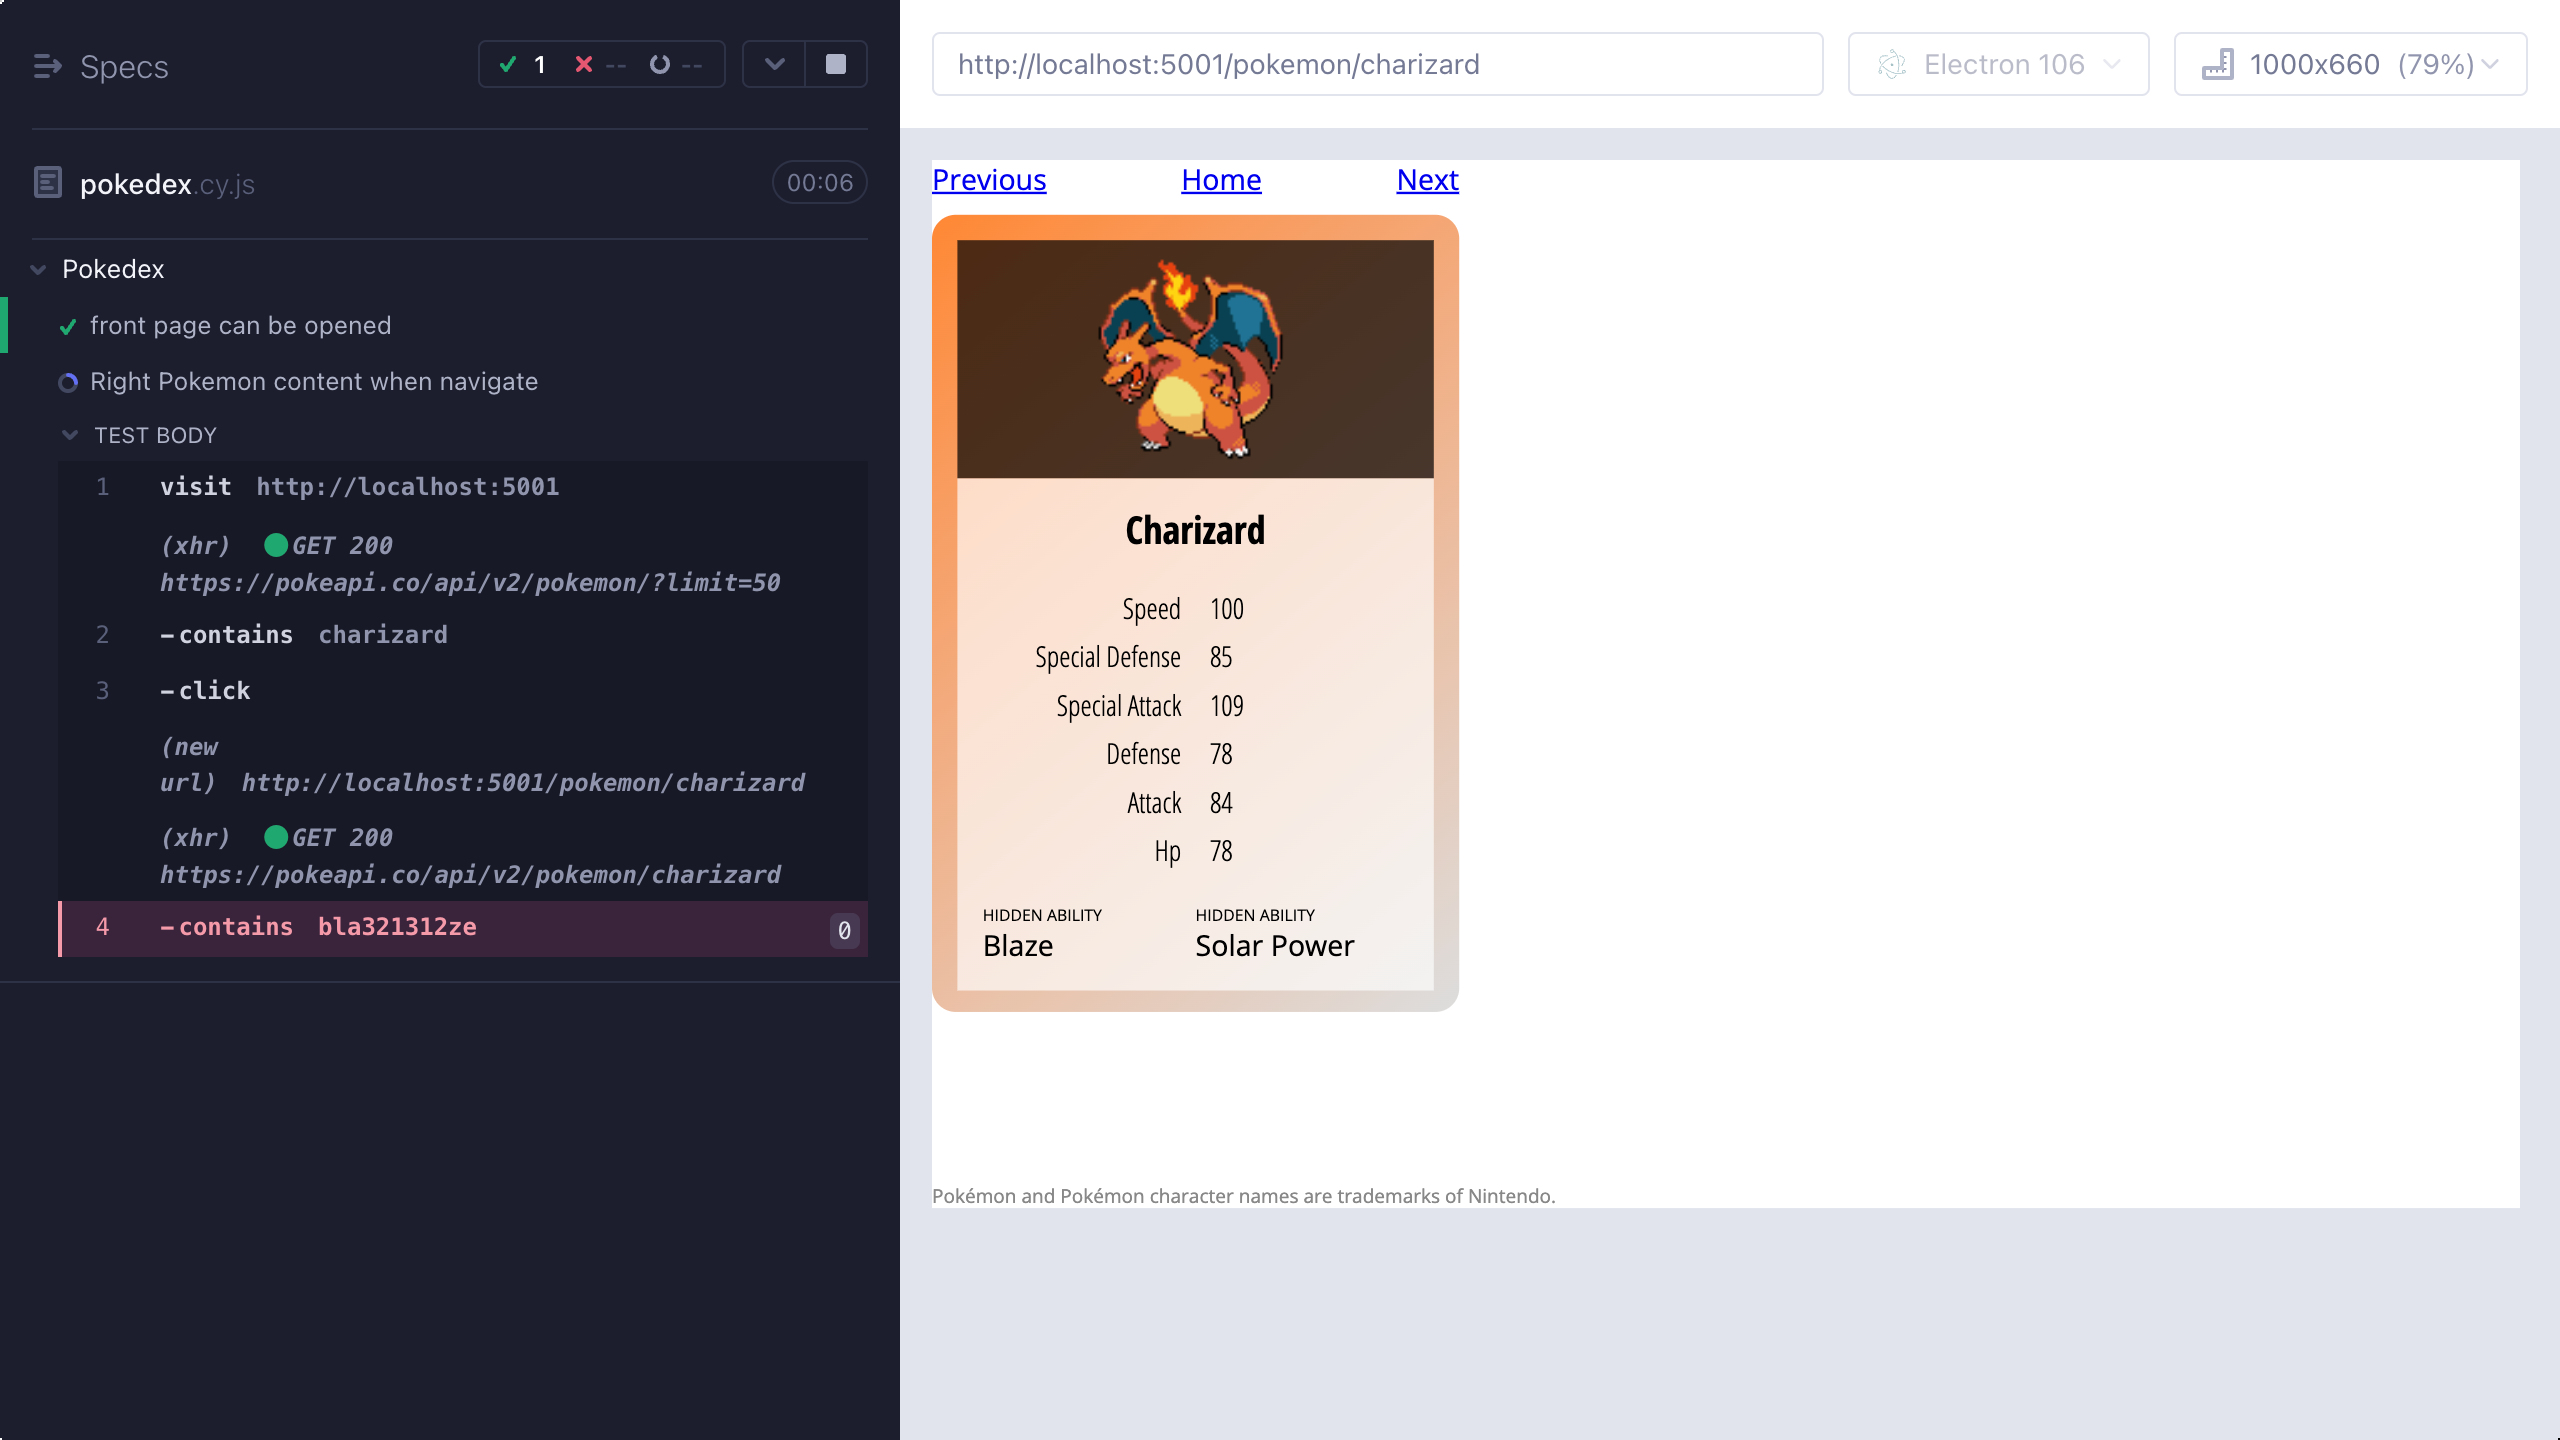 Specs
1
--
--
pokedex.cy.js
00:06
Pokedex
front page can be opened
Right Pokemon content when navigate
TEST BODY
1 visit http://localhost:5001
(xhr) GET 200
https://pokeapi.co/api/v2/pokemon/?limit=50
2 -contains charizard
3 -click
(new
url) http://localhost:5001/pokemon/charizard
(xhr) GET 200
https://pokeapi.co/api/v2/pokemon/charizard
4 -contains bla321312ze 0
http://localhost:5001/pokemon/charizard
Electron 106
1000x660 (79%)
Previous Home Next
Charizard
Speed 100
Special Defense 85
Special Attack 109
Defense 78
Attack 84
Hp 78
HIDDEN ABILITY
Blaze
HIDDEN ABILITY
Solar Power
Pokémon and Pokémon character names are trademarks of Nintendo.